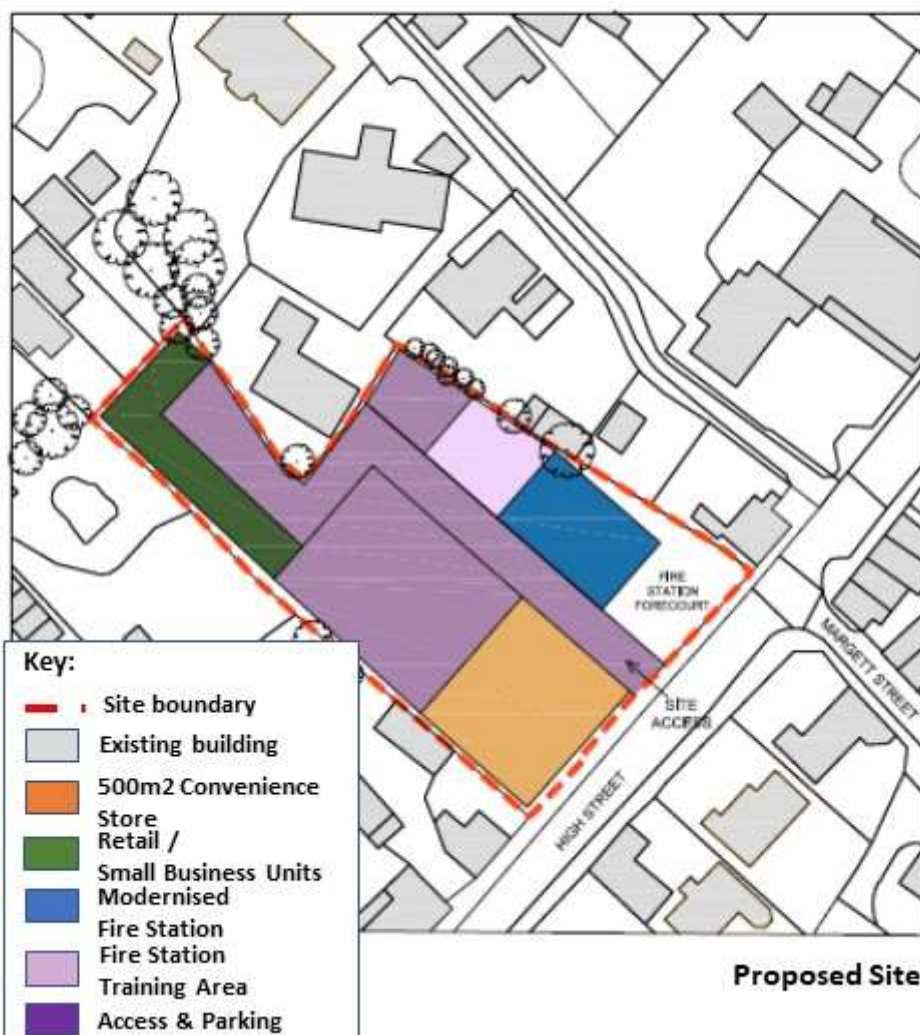 FIRE
STATION
FORECOURT
MARGETT STREET
SITE
ACCESS
HIGH STREET
Key:
Site boundary
Existing building
500m2 Convenience
Store
Retail /
Small Business Units
Modernised
Fire Station
Fire Station
Training Area
Access & Parking
Proposed Site